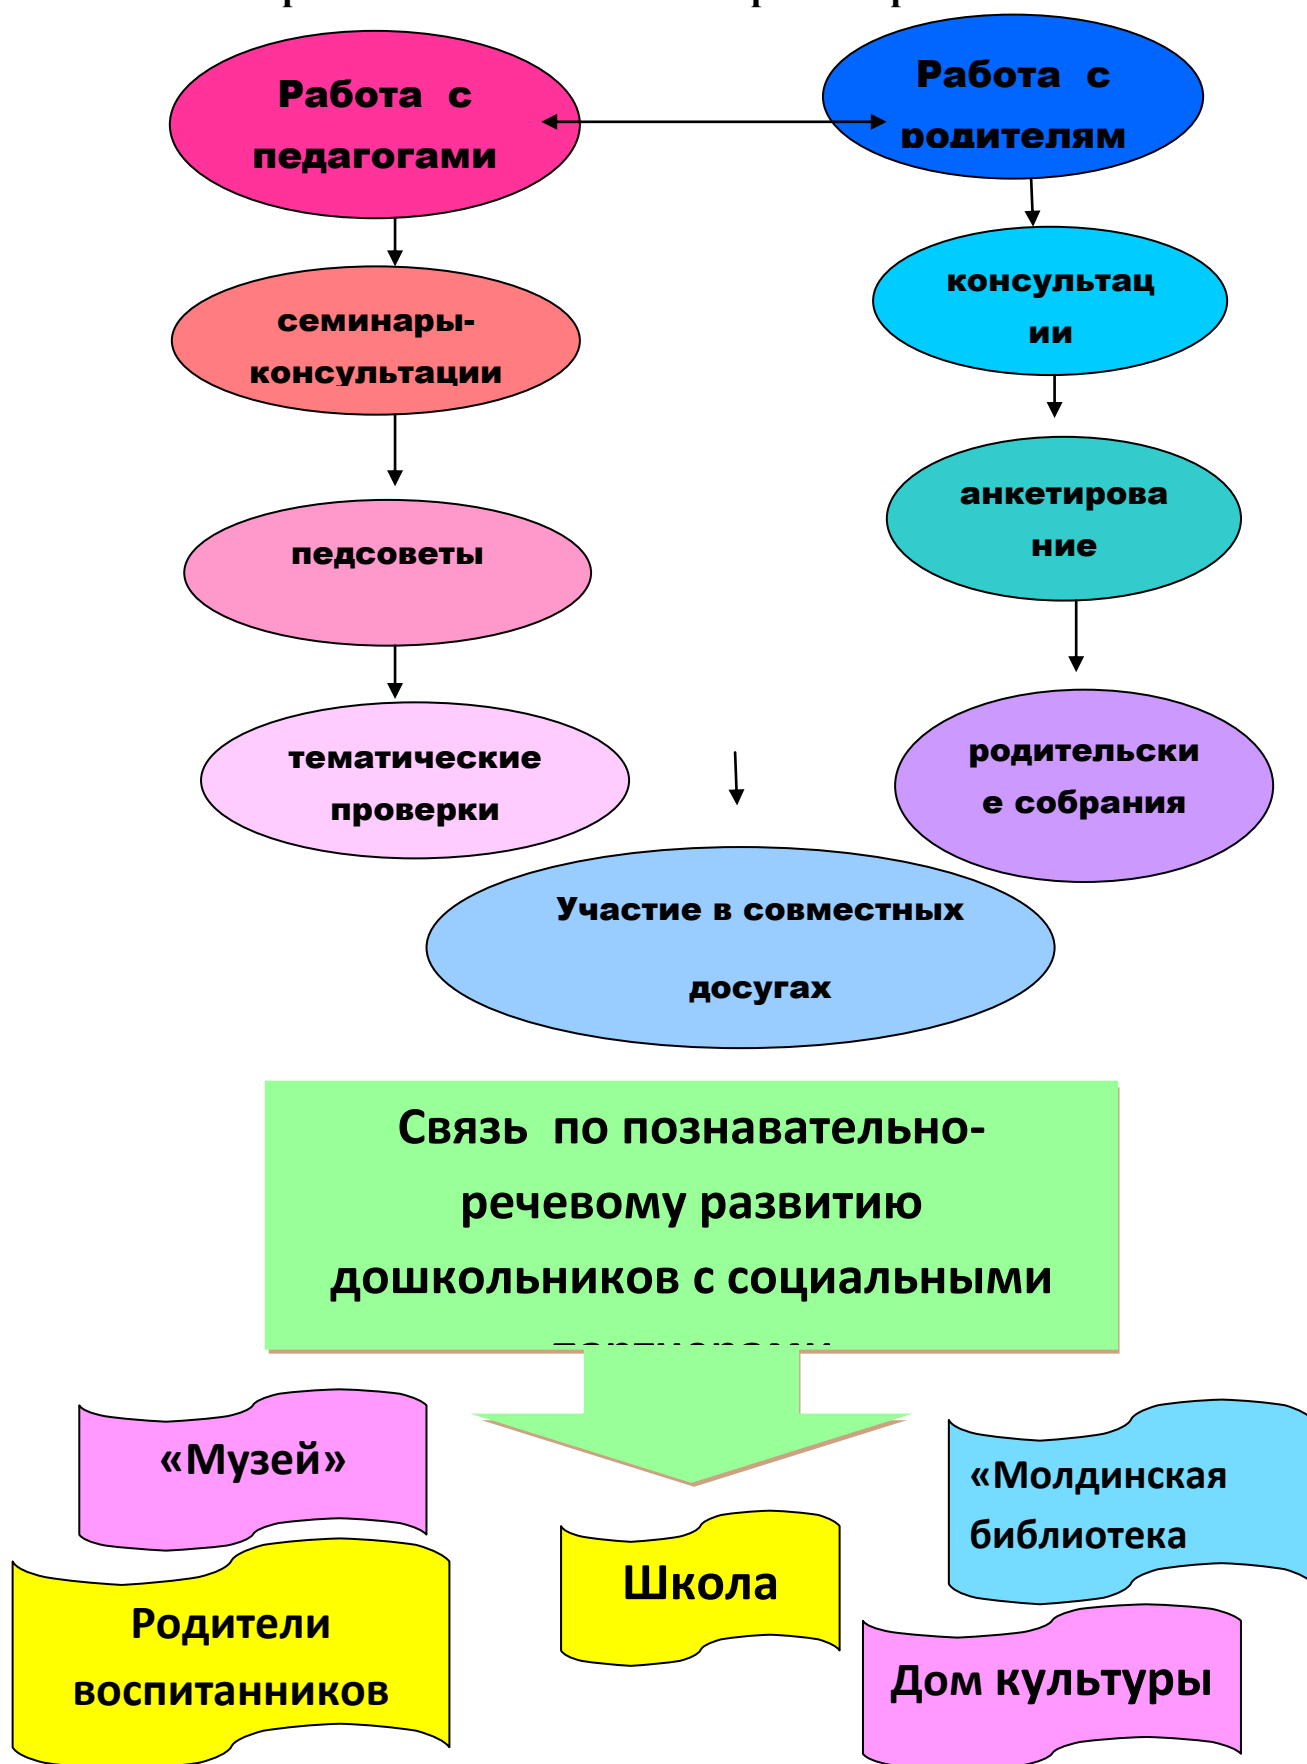 Работа с
педагогами
Работа с
родителям
семинары-
консультации
консультац
ии
анкетирова
ние
педсоветы
тематические
проверки
родительски
е собрания
Участие в совместных
досугах
Связь по познавательно-
речевому развитию
дошкольников с социальными
партнерами
«Музей»
«Молдинская
библиотека
Школа
Родители
воспитанников
Дом культуры